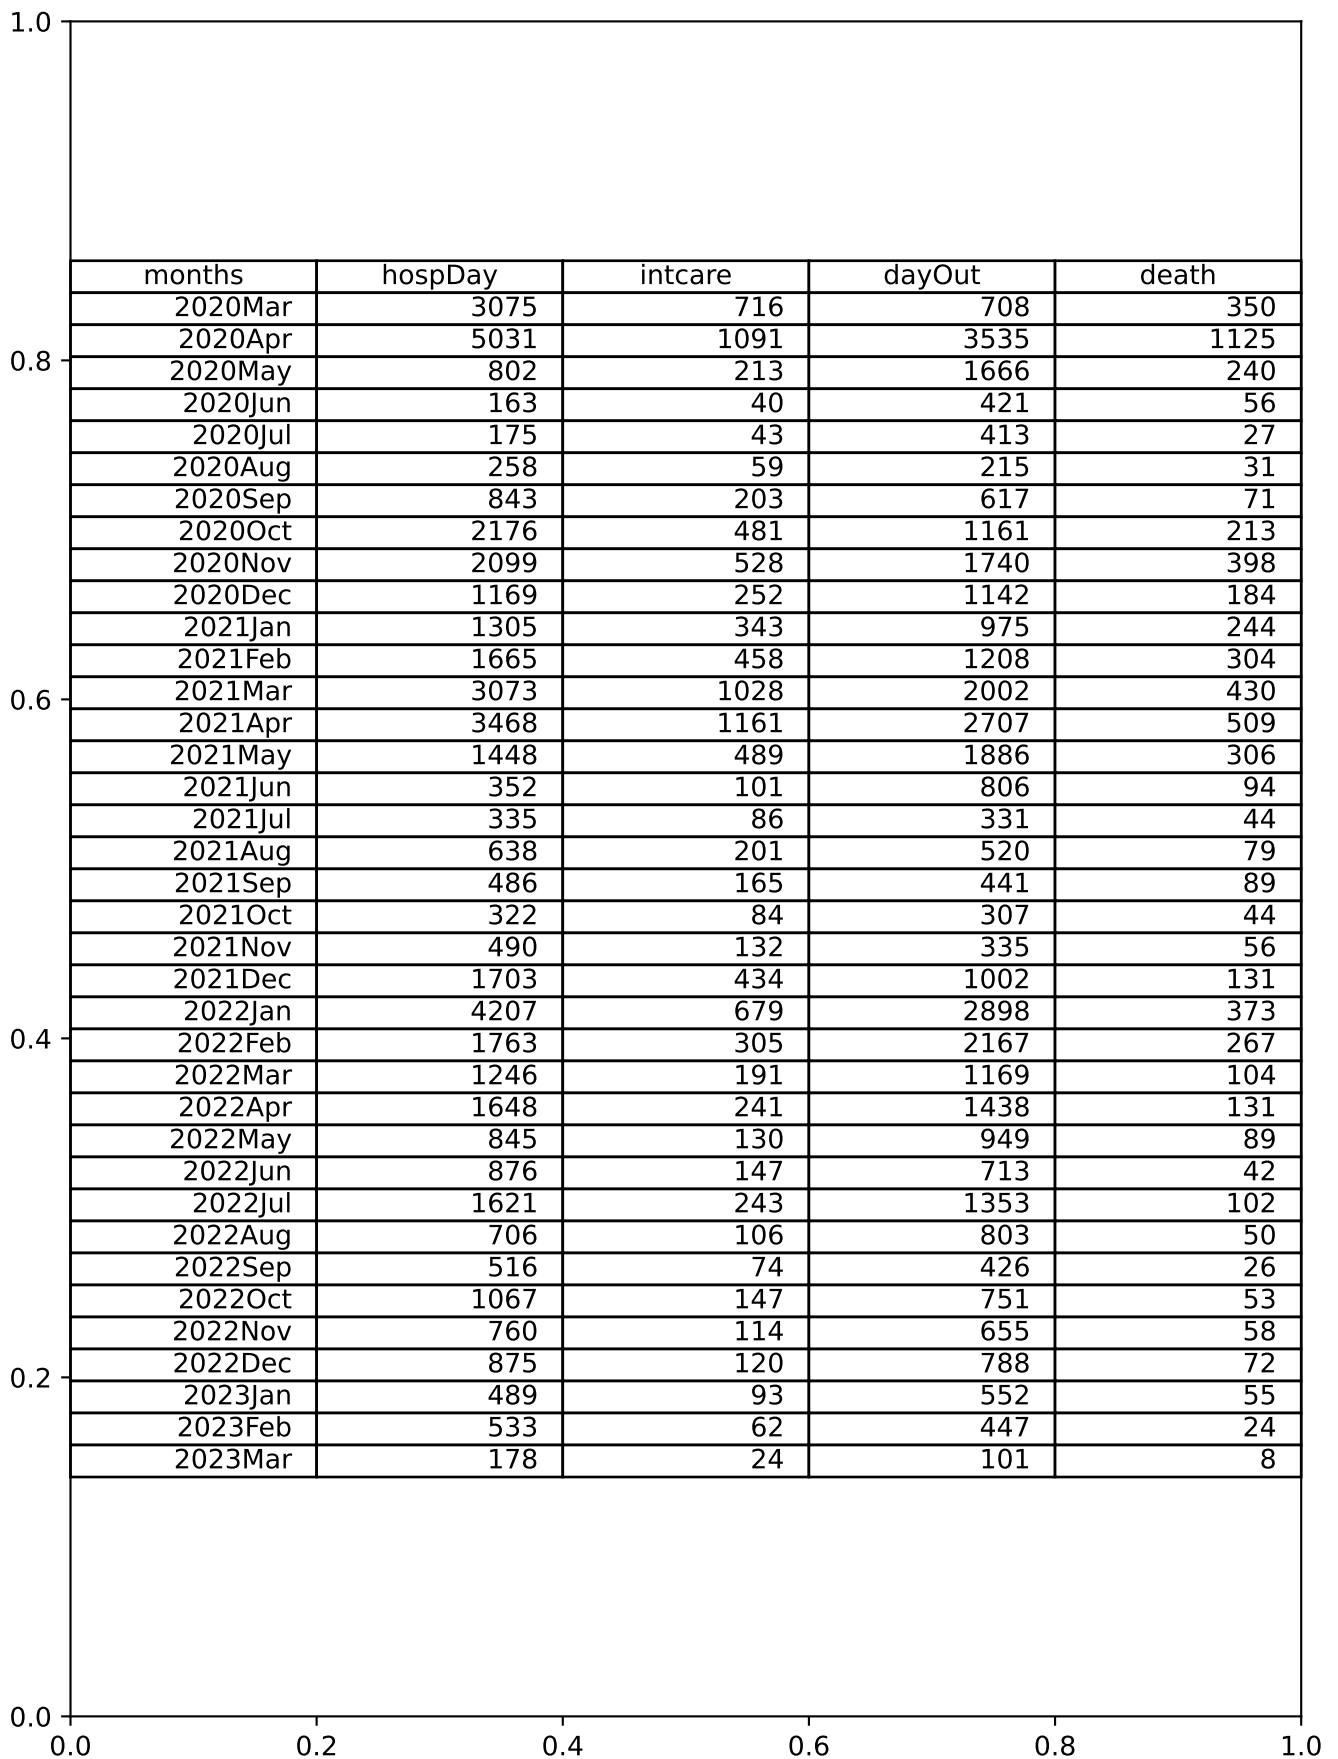 1.0
months hospDay intcare dayOut death
2020Mar 3075 716 708 350
2020Apr 5031 1091 3535 1125
0.8
2020May 802 213 1666 240
2020Jun 163 40 421 56
2020Jul 175 43 413 27
2020Aug 258 59 215 31
2020Sep 843 203 617 71
2020Oct 2176 481 1161 213
2020Nov 2099 528 1740 398
2020Dec 1169 252 1142 184
2021Jan 1305 343 975 244
2021Feb 1665 458 1208 304
2021Mar 3073 1028 2002 430
0.6
2021Apr 3468 1161 2707 509
2021May 1448 489 1886 306
2021Jun 352 101 806 94
2021Jul 335 86 331 44
2021Aug 638 201 520 79
2021Sep 486 165 441 89
2021Oct 322 84 307 44
2021Nov 490 132 335 56
2021Dec 1703 434 1002 131
2022Jan 4207 679 2898 373
0.4
2022Feb 1763 305 2167 267
2022Mar 1246 191 1169 104
2022Apr 1648 241 1438 131
2022May 845 130 949 89
2022Jun 876 147 713 42
2022Jul 1621 243 1353 102
2022Aug 706 106 803 50
2022Sep 516 74 426 26
2022Oct 1067 147 751 53
2022Nov 760 114 655 58
2022Dec 875 120 788 72
0.2
2023Jan 489 93 552 55
2023Feb 533 62 447 24
2023Mar 178 24 101 8
0.0
0.0 0.2 0.4 0.6 0.8 1.0